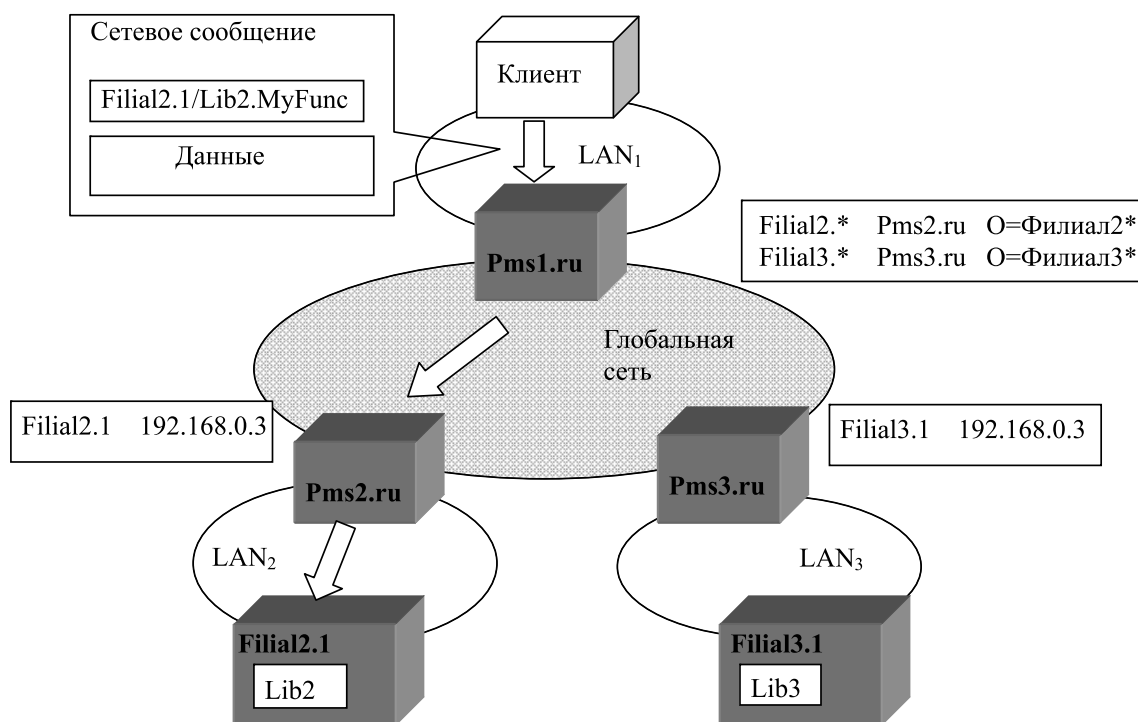 Сетевое сообщение
Клиент
Filial2.1/Lib2.MyFunc
Данные
LAN1
Filial2.* Pms2.ru О=Филиал2*
Filial3.* Pms3.ru О=Филиал3*
Pms1.ru
Глобальная
сеть
Filial2.1 192.168.0.3
Filial3.1 192.168.0.3
Pms2.ru
Pms3.ru
LAN2
LAN3
Filial2.1
Filial3.1
Lib2
Lib3